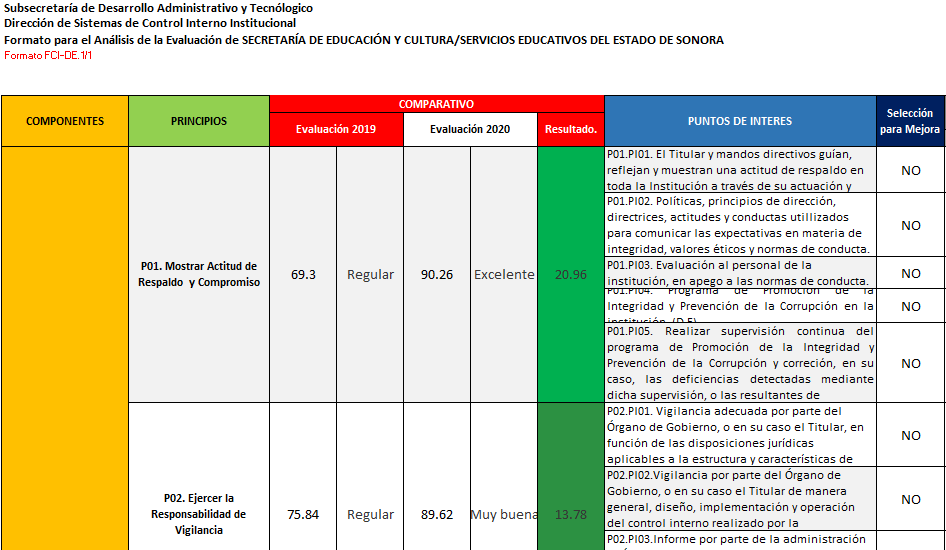 Subsecretaría de Desarrollo Administrativo y Tecnólogico
Dirección de Sistemas de Control Interno Institucional
Formato para el Análisis de la Evaluación de SECRETARÍA DE EDUCACIÓN Y CULTURA/SERVICIOS EDUCATIVOS DEL ESTADO DE SONORA
Formato FCI-DE.1/1
COMPONENTES
PRINCIPIOS
COMPARATIVO
Evaluación 2019
Evaluación 2020
Resultado.
PUNTOS DE INTERES
Selección
para Mejora
P01. Mostrar Actitud de
Respaldo y Compromiso
69.3
Regular
90.26
Excelente
20.96
P01.PI01. El Titular y mandos directivos guían,
reflejan y muestran una actitud de respaldo en
toda la Institución a través de su actuación y
NO
P01.PI02. Políticas, principios de dirección,
directrices, actitudes y conductas utillizados
para comunicar las expectativas en materia de
integridad, valores éticos y normas de conducta.
NO
P01.PI03. Evaluación al personal de la
institución, en apego a las normas de conducta.
NO
P01.PI04. Programa de Promoción de la
Integridad y Prevención de la Corrupción en la
institución. (D.E)
NO
P01.PI05. Realizar supervisión continua del
programa de Promoción de la Integridad y
Prevención de la Corrupción y correción, en su
caso, las deficiencias detectadas mediante
dicha supervisión, o las resultantes de
NO
P02. Ejercer la
Responsabilidad de
Vigilancia
75.84
Regular
89.62
Muy buena
13.78
P02.PI01. Vigilancia adecuada por parte del
Órgano de Gobierno, o en su caso el Titular, en
función de las disposiciones jurídicas
aplicables a la estructura y características de
NO
P02.PI02.Vigilancia por parte del Órgano de
Gobierno, o en su caso el Titular de manera
general, diseño, implementación y operación
del control interno realizado por la
NO
P02.PI03.Informe por parte de la administración